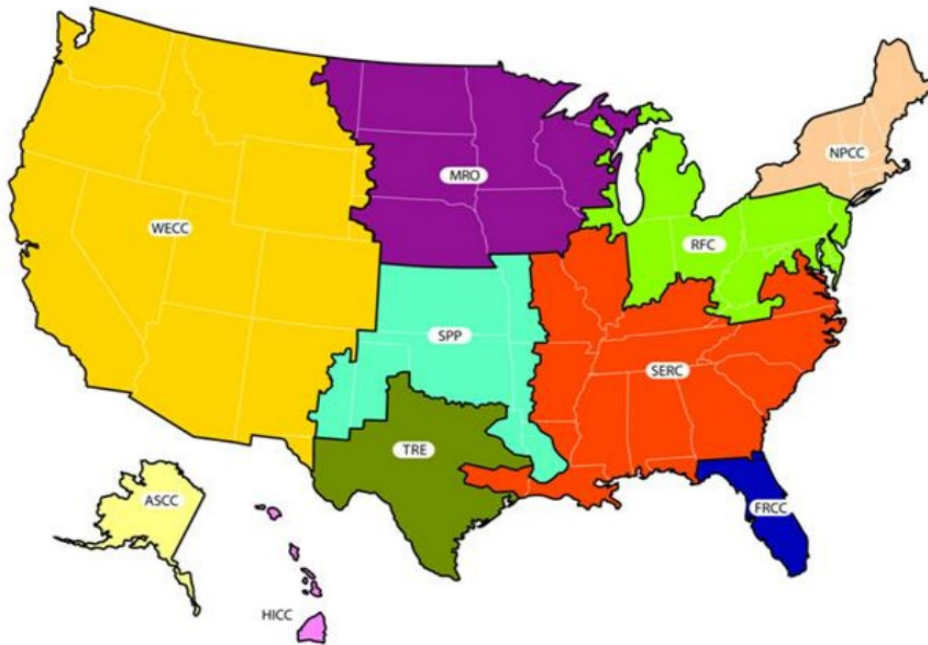 NPCC
MRO
WECC
RFC
SPP
SERC
TRE
ASCC
FRCC
HICC